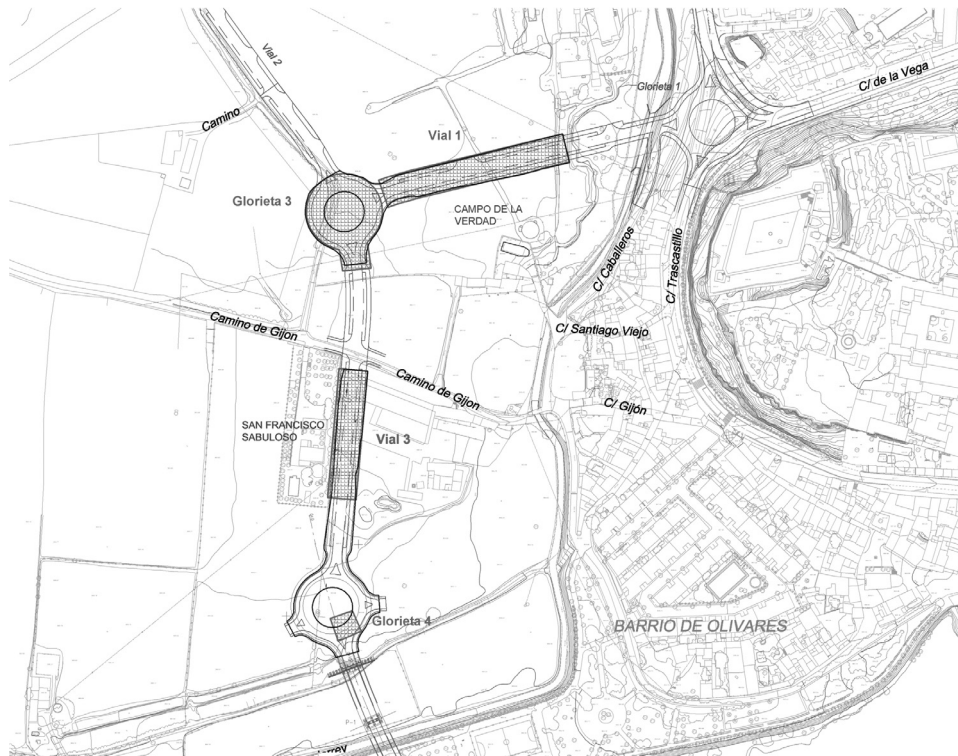 Vial 2
Camino
Glorieta 1
C/ de la Vega
Vial 1
Glorieta 3
CAMPO DE LA
VERDAD
C/ Caballeros
C/ Trascastillo
Camino de Gijon
C/ Santiago Viejo
Camino de Gijon
C/ Gijón
SAN FRANCISCO
SABULOSO
Vial 3
Glorieta 4
BARRIO DE OLIVARES